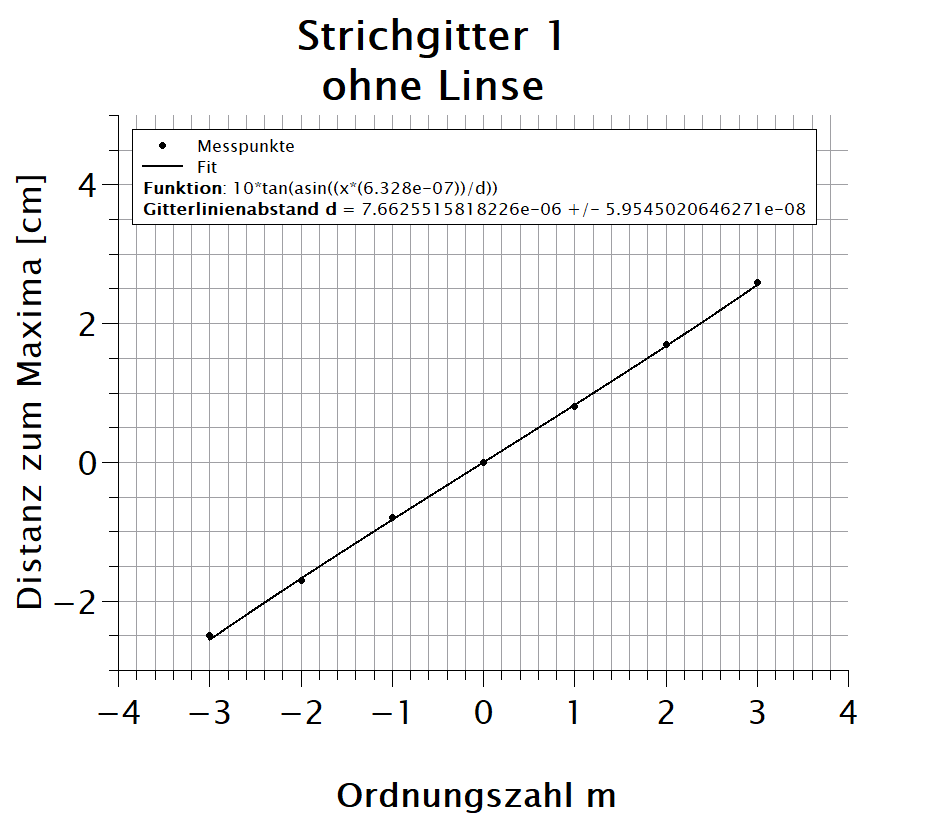 Strichgitter 1
ohne Linse
Messpunkte
Fit
Funktion: 10*tan(asin((x*(6.328e-07))/d))
Gitterlinienabstand d = 7.6625515818226e-06 +/- 5.9545020646271e-08
Distanz zum Maxima [cm]
4
2
0
−2
−4 −3 −2 −1 0 1 2 3 4
Ordnungszahl m